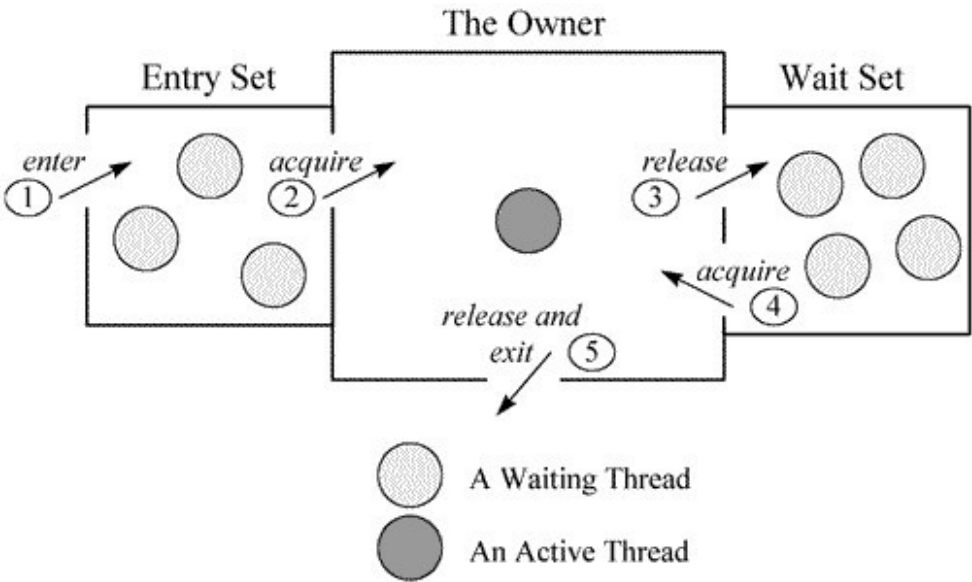 The Owner
Entry Set
Wait Set
enter
1
acquire
2
release
3
acquire
4
release and
exit
5
A Waiting Thread
An Active Thread